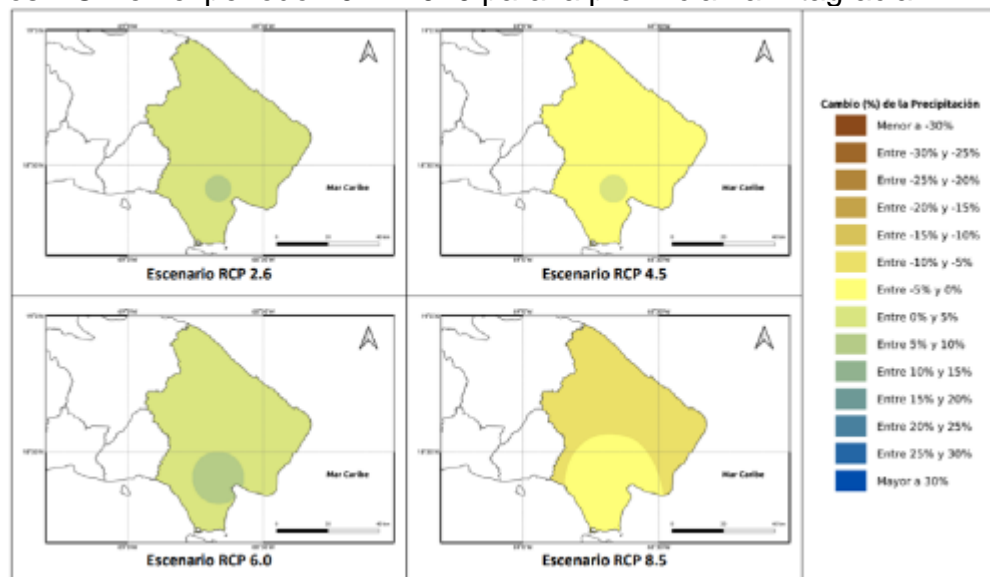 Mar Caribe
Escenario RCP 2.6
Mar Caribe
Escenario RCP 4.5
Mar Caribe
Escenario RCP 6.0
Mar Caribe
Escenario RCP 8.5
Cambio (%) de la Precipitación
Menor a -30%
Entre -30% y -25%
Entre -25% y -20%
Entre -20% y -15%
Entre -15% y -10%
Entre -10% y -5%
Entre -5% y 0%
Entre 0% y 5%
Entre 5% y 10%
Entre 10% y 15%
Entre 15% y 20%
Entre 20% y 25%
Entre 25% y 30%
Mayor a 30%